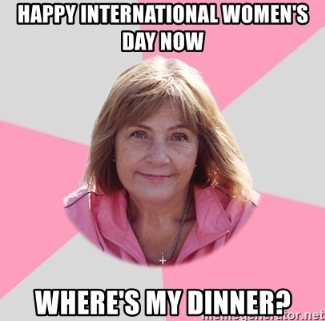 HAPPY INTERNATIONAL WOMEN'S
DAY NOW
WHERE'S MY DINNER?
memegenerator.net